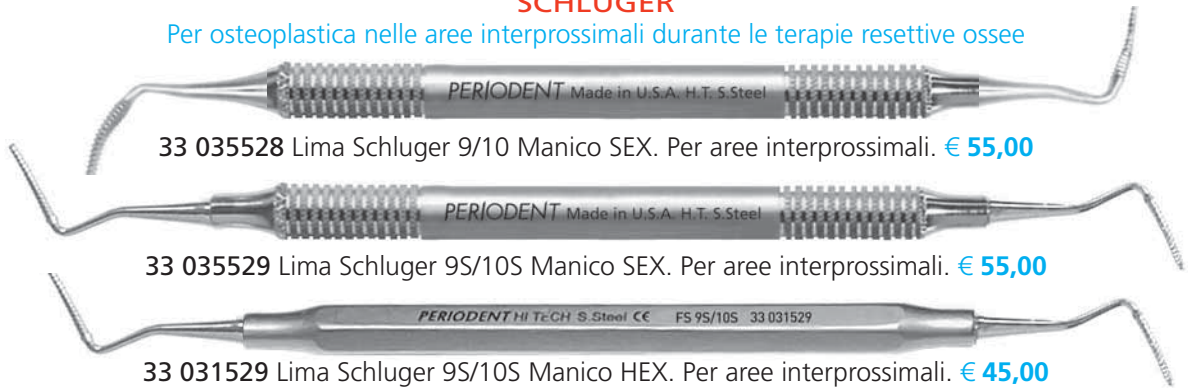 SCHLUGER
Per osteoplastica nelle aree interprossimali durante le terapie resettive ossee
PERIODENT Made in U.S.A. H.T. S.Steel
33 035528 Lima Schluger 9/10 Manico SEX. Per aree interprossimali. € 55,00
PERIODENT Made in U.S.A. H.T. S.Steel
33 035529 Lima Schluger 9S/10S Manico SEX. Per aree interprossimali. € 55,00
PERIODENT HI TECH S.Steel CE FS 9S/10S 33 031529
33 031529 Lima Schluger 9S/10S Manico HEX. Per aree interprossimali. € 45,00